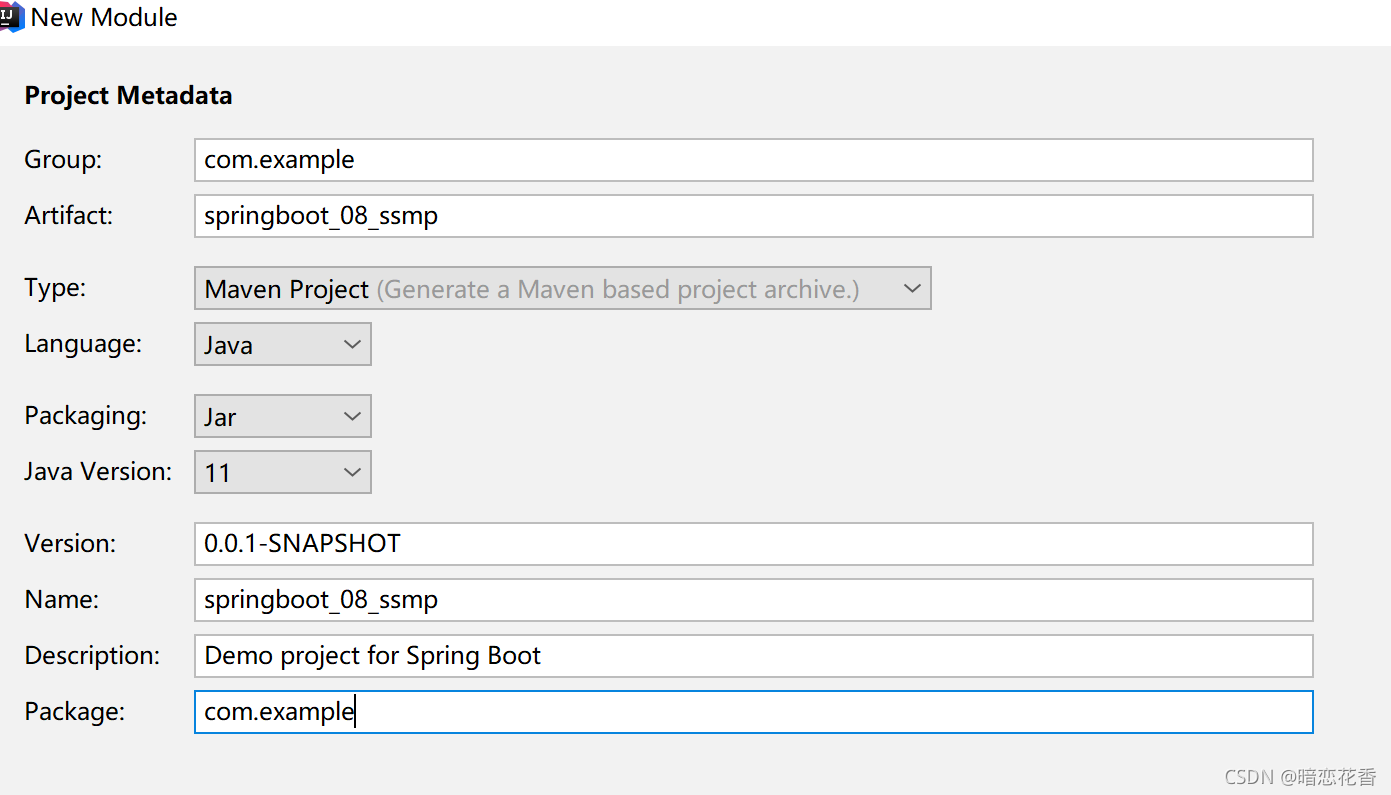 IJ
New Module
Project Metadata
Group: com.example
Artifact: springboot_08_ssmp
Type: Maven Project (Generate a Maven based project archive.)
Language: Java
Packaging: Jar
Java Version: 11
Version: 0.0.1-SNAPSHOT
Name: springboot_08_ssmp
Description: Demo project for Spring Boot
Package: com.example
CSDN @暗恋花香